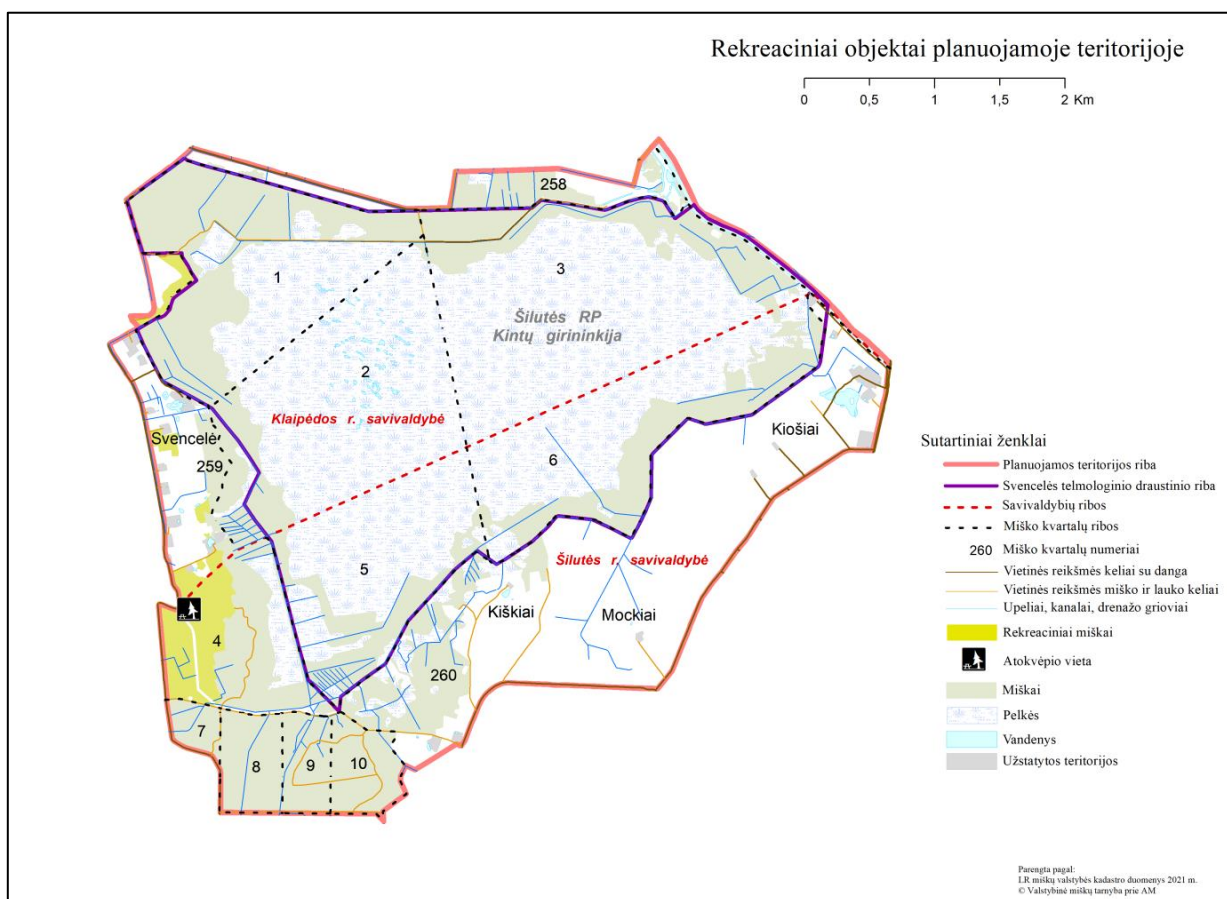 Rekreaciniai objektai planuojamoje teritorijoje
0 0,5 1 1,5 2 Km
258
1
3
Šilutės RP
Kintų girininkija
2
Klaipėdos r. savivaldybė
Svencelė
259
6
Kiošiai
5
Šilutės r. savivaldybė
Kiškiai
Mockiai
4
260
7
8
9
10
Sutartiniai ženklai
Planuojamos teritorijos riba
Svencelės telmologinio draustinio riba
Savivaldybių ribos
Miško kvartalų ribos
260 Miško kvartalų numeriai
Vietinės reikšmės keliai su danga
Vietinės reikšmės miško ir lauko keliai
Upeliai, kanalai, drenažo grioviai
Rekreaciniai miškai
Atokvėpio vieta
Miškai
Pelkės
Vandenys
Užstatytos teritorijos
Parengta pagal:
LR miškų valstybės kadastro duomenys 2021 m.
© Valstybinė miškų tarnyba prie AM